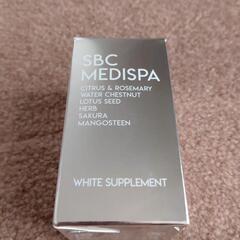 SBC
MEDISPA
CITRUS & ROSEMARY
WATER CHESTNUT
LOTUS SEED
HERB
SAKURA
MANGOSTEEN
WHITE SUPPLEMENT